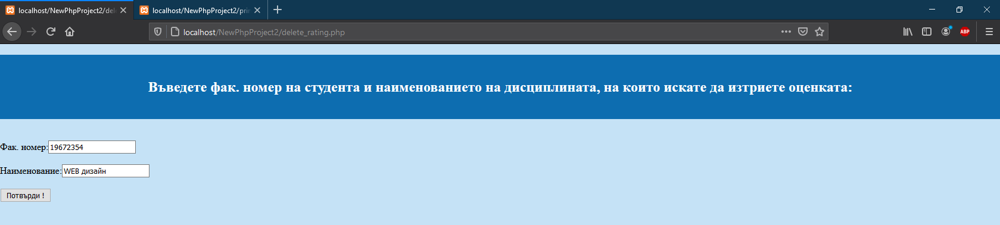 localhost/NewPhpProject2/del
localhost/NewPhpProject2/prin
localhost/NewPhpProject2/delete_rating.php
ABP
Въведете фак. номер на студента и наименованието на дисциплината, на които искате да изтриете оценката:
Фак. номер: 19672354
Наименование: WEB дизайн
Потвърди !